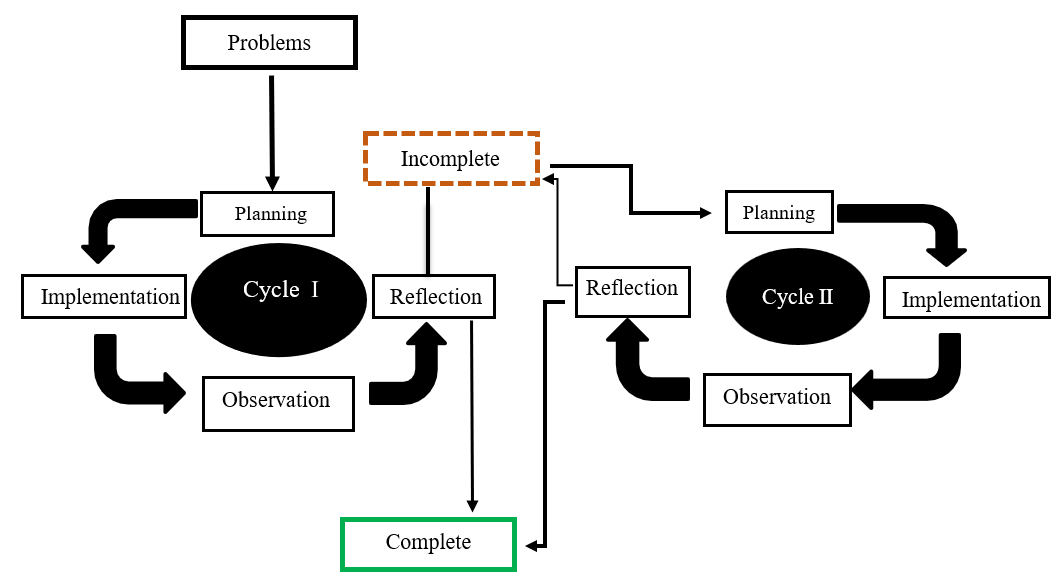 Problems
Incomplete
Planning
Planning
Cycle I
Implementation
Reflection
Reflection
Cycle II
Implementation
Observation
Observation
Complete